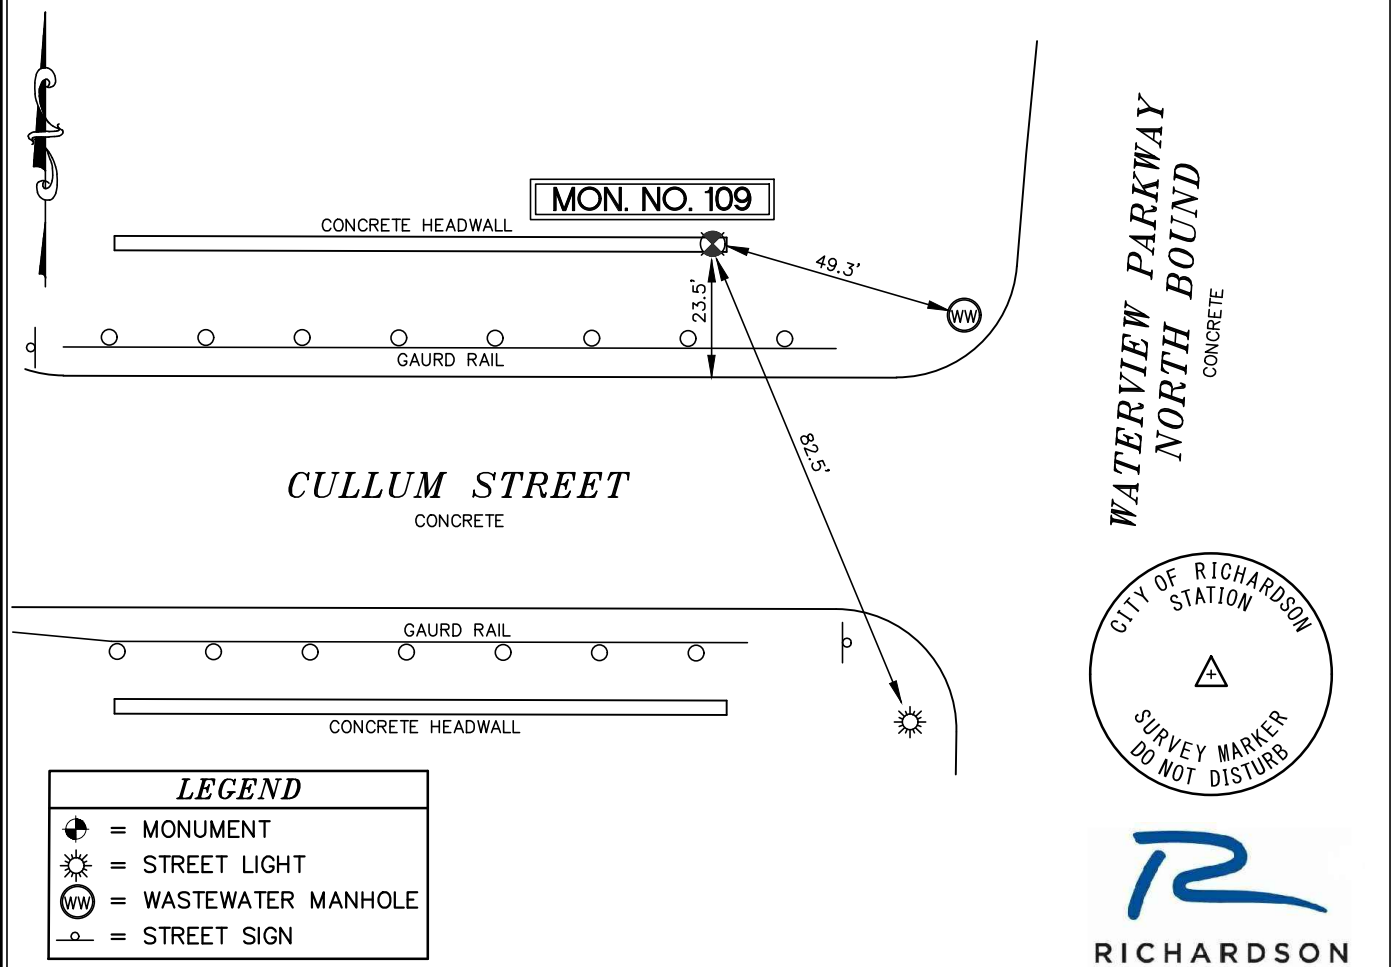 MON. NO. 109
CONCRETE HEADWALL
49.3'
23.5'
WW
GAURD RAIL
82.5'
CULLUM STREET
CONCRETE
WATERVIEW PARKWAY
NORTH BOUND
CONCRETE
GAURD RAIL
CONCRETE HEADWALL
CITY OF RICHARDSON
STATION
SURVEY MARKER
DO NOT DISTURB
LEGEND
= MONUMENT
= STREET LIGHT
WW = WASTEWATER MANHOLE
= STREET SIGN
RICHARDSON